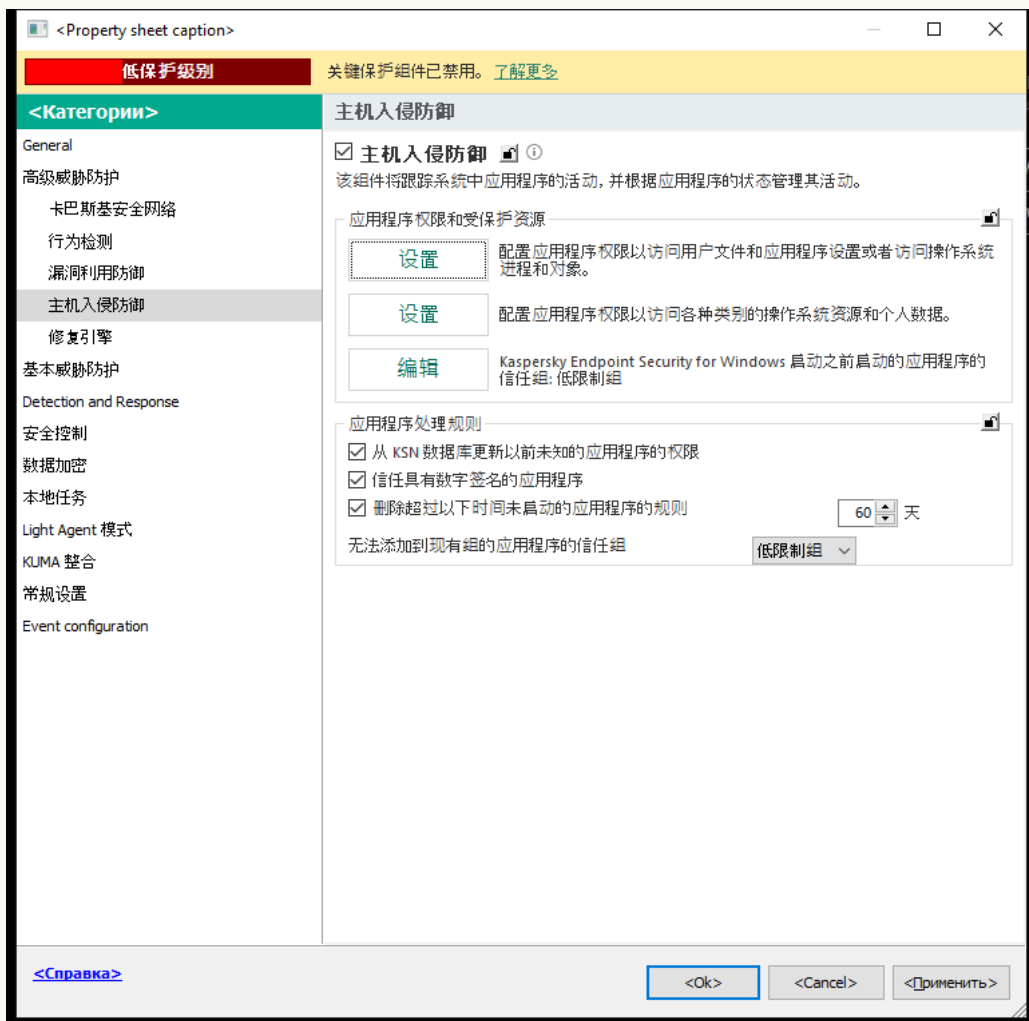 <Property sheet caption>
低保护级别
关键保护组件已禁用。 了解更多
<Категории>
主机入侵防御
General
高级威胁防护
卡巴斯基安全网络
行为检测
漏洞利用防御
主机入侵防御
修复引擎
基本威胁防护
Detection and Response
安全控制
数据加密
本地任务
Light Agent 模式
KUMA 整合
常规设置
Event configuration
主机入侵防御
该组件将跟踪系统中应用程序的活动, 并根据应用程序的状态管理其活动。
应用程序权限和受保护资源
设置
配置应用程序权限以访问用户文件和应用程序设置或者访问操作系统
进程和对象。
设置
配置应用程序权限以访问各种类别的操作系统资源和个人数据。
编辑
Kaspersky Endpoint Security for Windows 启动之前启动的应用程序的
信任组: 低限制组
应用程序处理规则
从 KSN 数据库更新以前未知的应用程序的权限
信任具有数字签名的应用程序
删除超过以下时间未启动的应用程序的规则
60 天
无法添加到现有组的应用程序的信任组
低限制组
<Справка>
<Ok>
<Cancel>
<Применить>